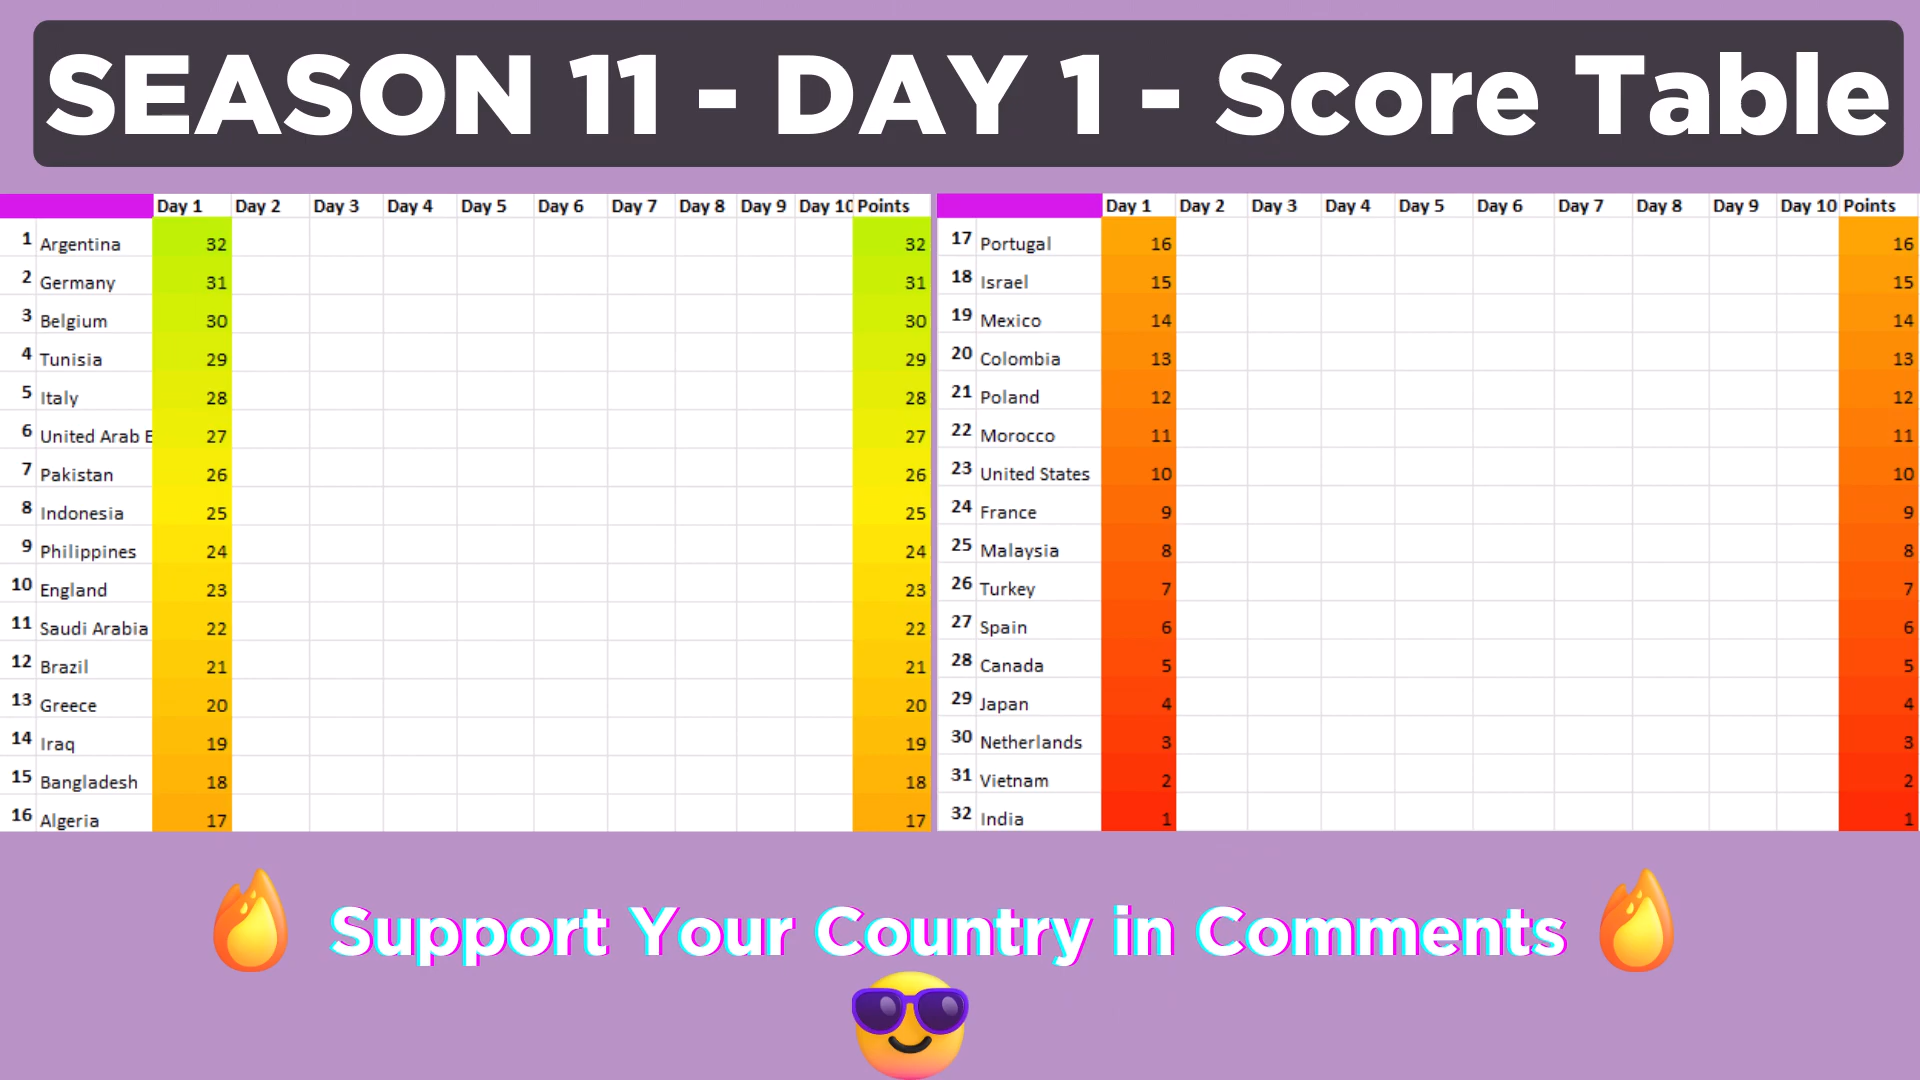 SEASON 11 - DAY 1 - Score Table
Day 1 Day 2 Day 3 Day 4 Day 5 Day 6 Day 7 Day 8 Day 9 Day 10 Points
1 Argentina 32 32
2 Germany 31 31
3 Belgium 30 30
4 Tunisia 29 29
5 Italy 28 28
6 United Arab E 27 27
7 Pakistan 26 26
8 Indonesia 25 25
9 Philippines 24 24
10 England 23 23
11 Saudi Arabia 22 22
12 Brazil 21 21
13 Greece 20 20
14 Iraq 19 19
15 Bangladesh 18 18
16 Algeria 17 17
Day 1 Day 2 Day 3 Day 4 Day 5 Day 6 Day 7 Day 8 Day 9 Day 10 Points
17 Portugal 16 16
18 Israel 15 15
19 Mexico 14 14
20 Colombia 13 13
21 Poland 12 12
22 Morocco 11 11
23 United States 10 10
24 France 9 9
25 Malaysia 8 8
26 Turkey 7 7
27 Spain 6 6
28 Canada 5 5
29 Japan 4 4
30 Netherlands 3 3
31 Vietnam 2 2
32 India 1 1
Support Your Country in Comments